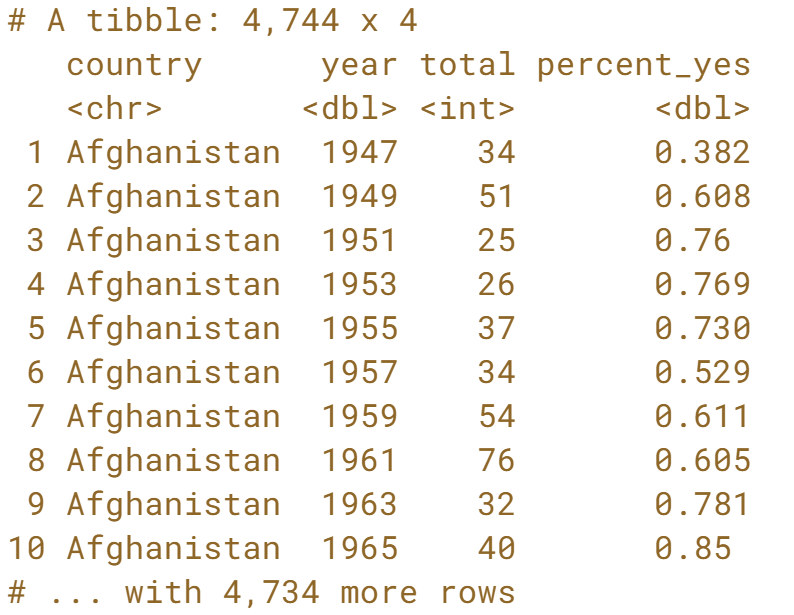 # A tibble: 4,744 x 4
country year total percent_yes
<chr> <dbl> <int> <dbl>
1 Afghanistan 1947 34 0.382
2 Afghanistan 1949 51 0.608
3 Afghanistan 1951 25 0.76
4 Afghanistan 1953 26 0.769
5 Afghanistan 1955 37 0.730
6 Afghanistan 1957 34 0.529
7 Afghanistan 1959 54 0.611
8 Afghanistan 1961 76 0.605
9 Afghanistan 1963 32 0.781
10 Afghanistan 1965 40 0.85
# ... with 4,734 more rows